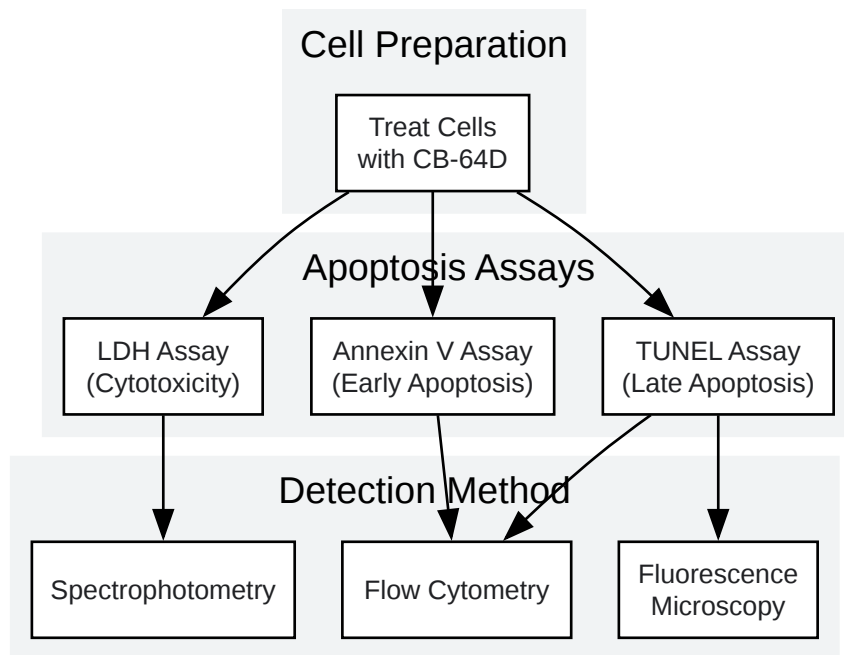 Cell Preparation
Treat Cells
with CB-64D
Apoptosis Assays
LDH Assay
(Cytotoxicity)
Annexin V Assay
(Early Apoptosis)
TUNEL Assay
(Late Apoptosis)
Detection Method
Spectrophotometry
Flow Cytometry
Fluorescence
Microscopy